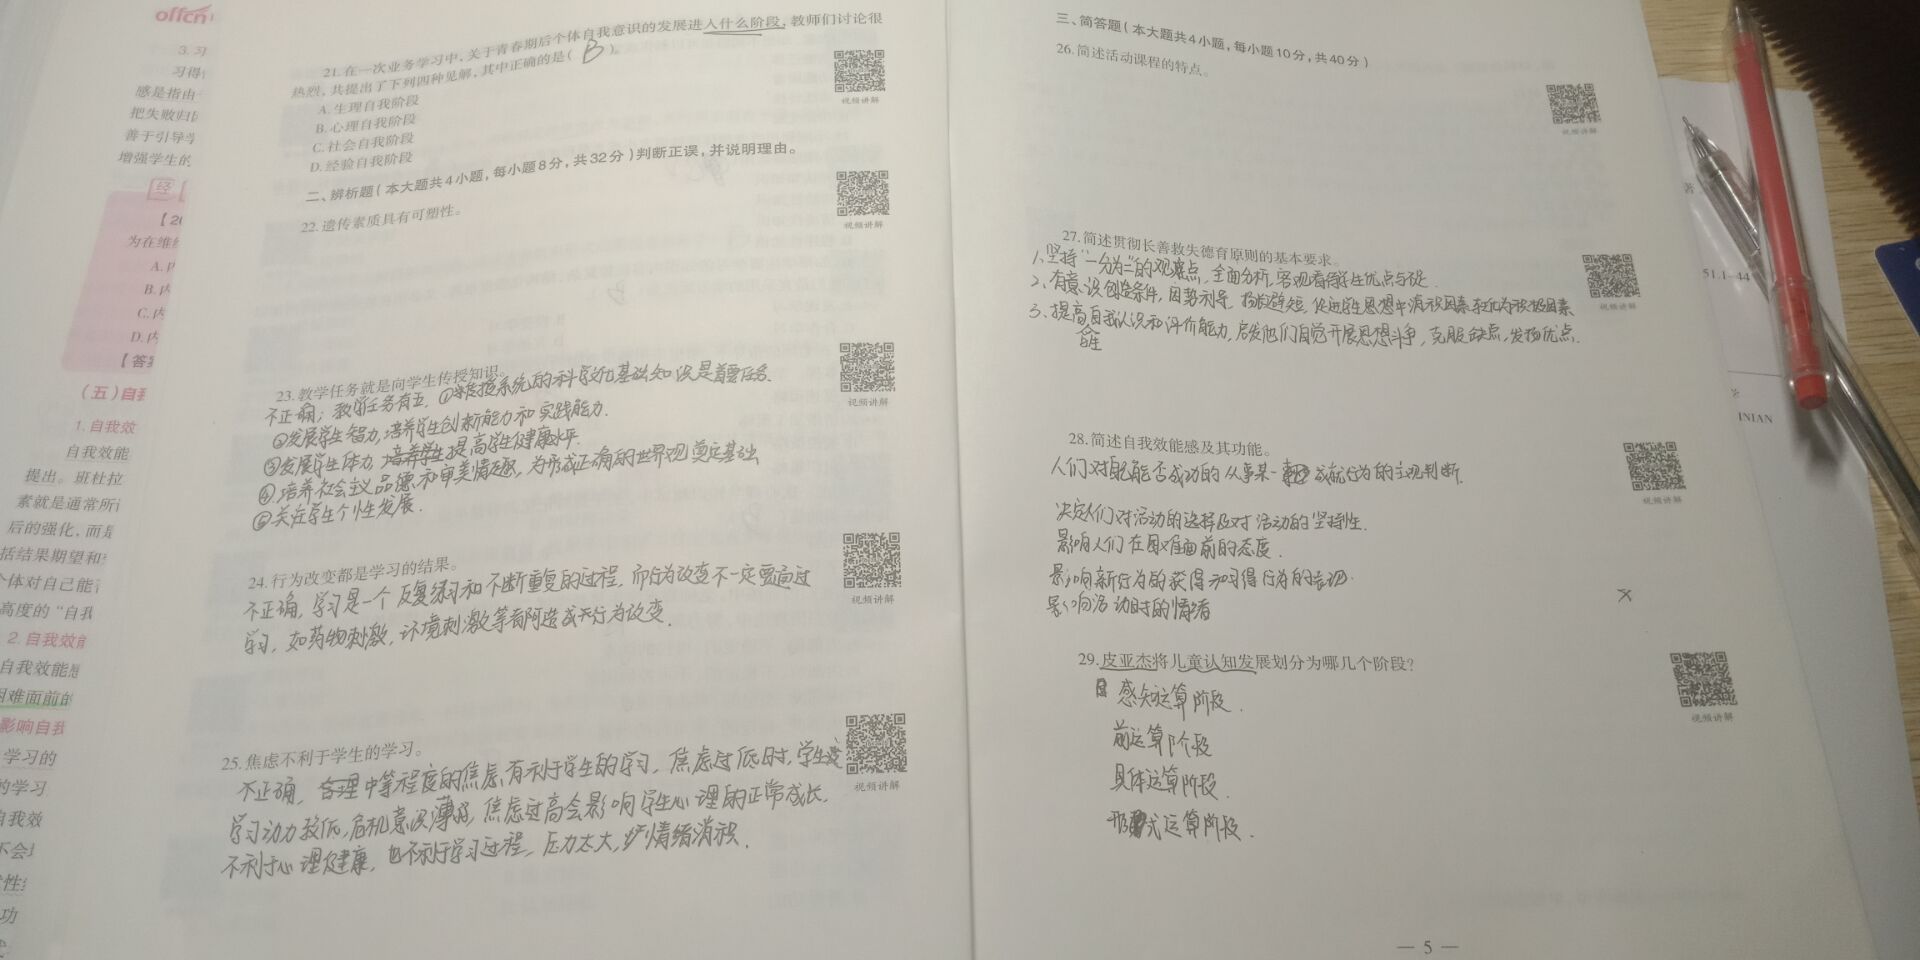 offcn
3. 习
习得
感是指由
把失败归
善于引导
增强学生的
经
【20
为在维
A. 内
B. 内
C. 内
D. 内
【答
(五)自我
1. 自我效
自我效能
提出。班杜拉
素就是通常所
后的强化,而是
括结果期望和
个体对自己能
高度的“自我
2. 自我效能
自我效能感
困难面前的
影响自我
学习的
的学习
自我效
不会
性
功
21.在一次业务学习中,关于青春期后个体自我意识的发展进入什么阶段,教师们讨论很
热烈,共提出了下列四种见解,其中正确的是( B )。
A.生理自我阶段
B.心理自我阶段
C.社会自我阶段
D.经验自我阶段
视频讲解
二、辨析题(本大题共4小题,每小题8分,共32分)判断正误,并说明理由。
22.遗传素质具有可塑性。
视频讲解
23.教学任务就是向学生传授知识。
不正确;教学任务有五,①掌握系统的科学文化基础知识是首要任务.
②发展学生智力,培养学生创新能力和实践能力.
③发展学生体力,提高学生健康水平.
④.培养社会主义品德和审美情趣,为形成正确的世界观奠定基础
⑤关注学生个性发展.
视频讲解
24.行为改变都是学习的结果。
不正确,学习是一个反复练习和不断重复的过程,而行为改变不一定要通过
学习,如药物刺激,环境刺激等都可造成行为改变.
视频讲解
25.焦虑不利于学生的学习。
不正确,中等程度的焦虑有利于学生的学习,焦虑过低时,学生
学习动力较低,危机意识薄弱,焦虑过高会影响学生心理的正常成长,
不利于心理健康,也不利于学习过程,压力太大,情绪消极.
视频讲解
三、简答题(本大题共4小题,每小题10分,共40分)
26.简述活动课程的特点。
视频讲解
27.简述贯彻长善救失德育原则的基本要求。
1、坚持“一分为二”的观点,全面分析,客观看待学生优点与不足.
2、有意识创造条件,因势利导,扬长避短,促进学生思想中消极因素转化为积极因素
3、提高自我认识和评价能力,启发他们自觉开展思想斗争,克服缺点,发扬优点.
视频讲解
28.简述自我效能感及其功能。
人们对自己能否成功的从事某一成就行为的主观判断.
决定人们对活动的选择及对活动的坚持性.
影响人们在困难面前的态度.
影响新行为的获得和习得行为的表现.
影响活动时的情绪
视频讲解
×
29.皮亚杰将儿童认知发展划分为哪几个阶段?
感知运算阶段.
前运算阶段
具体运算阶段.
形式运算阶段.
视频讲解
— 5 —
著
51.1-44
INIAN